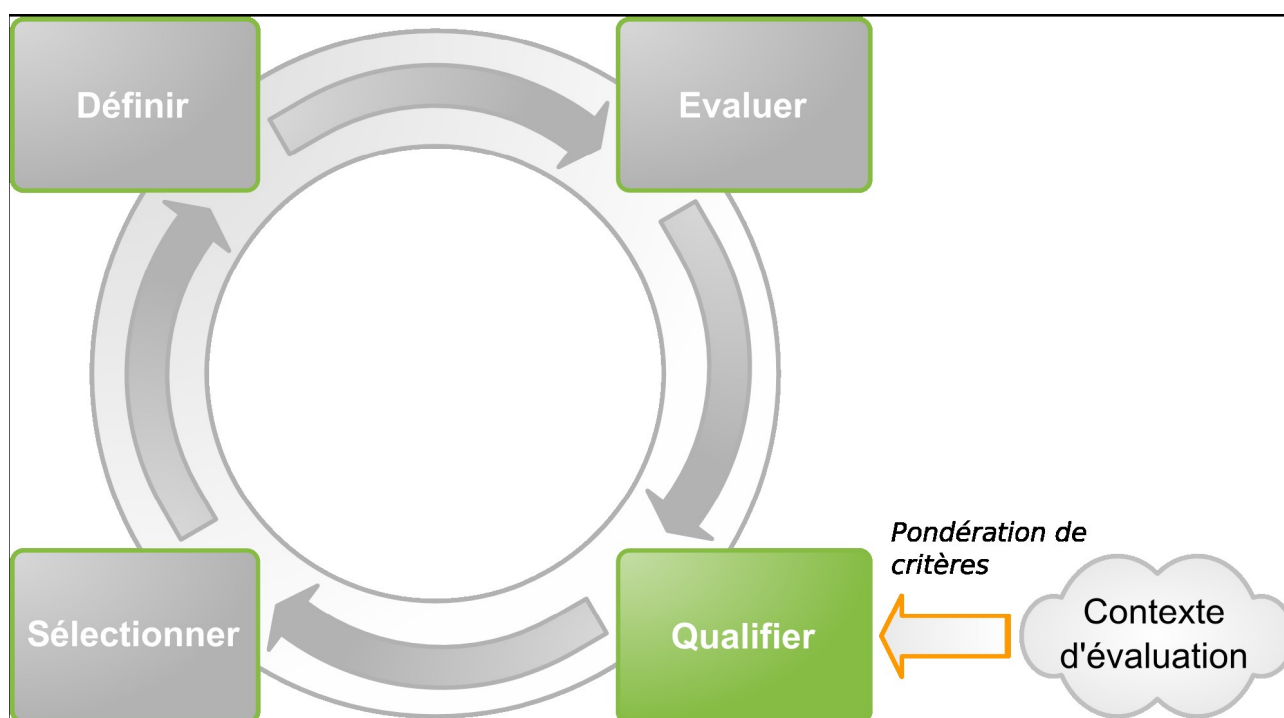 Définir
Evaluer
Pondération de
critères
Sélectionner
Qualifier
Contexte
d'évaluation